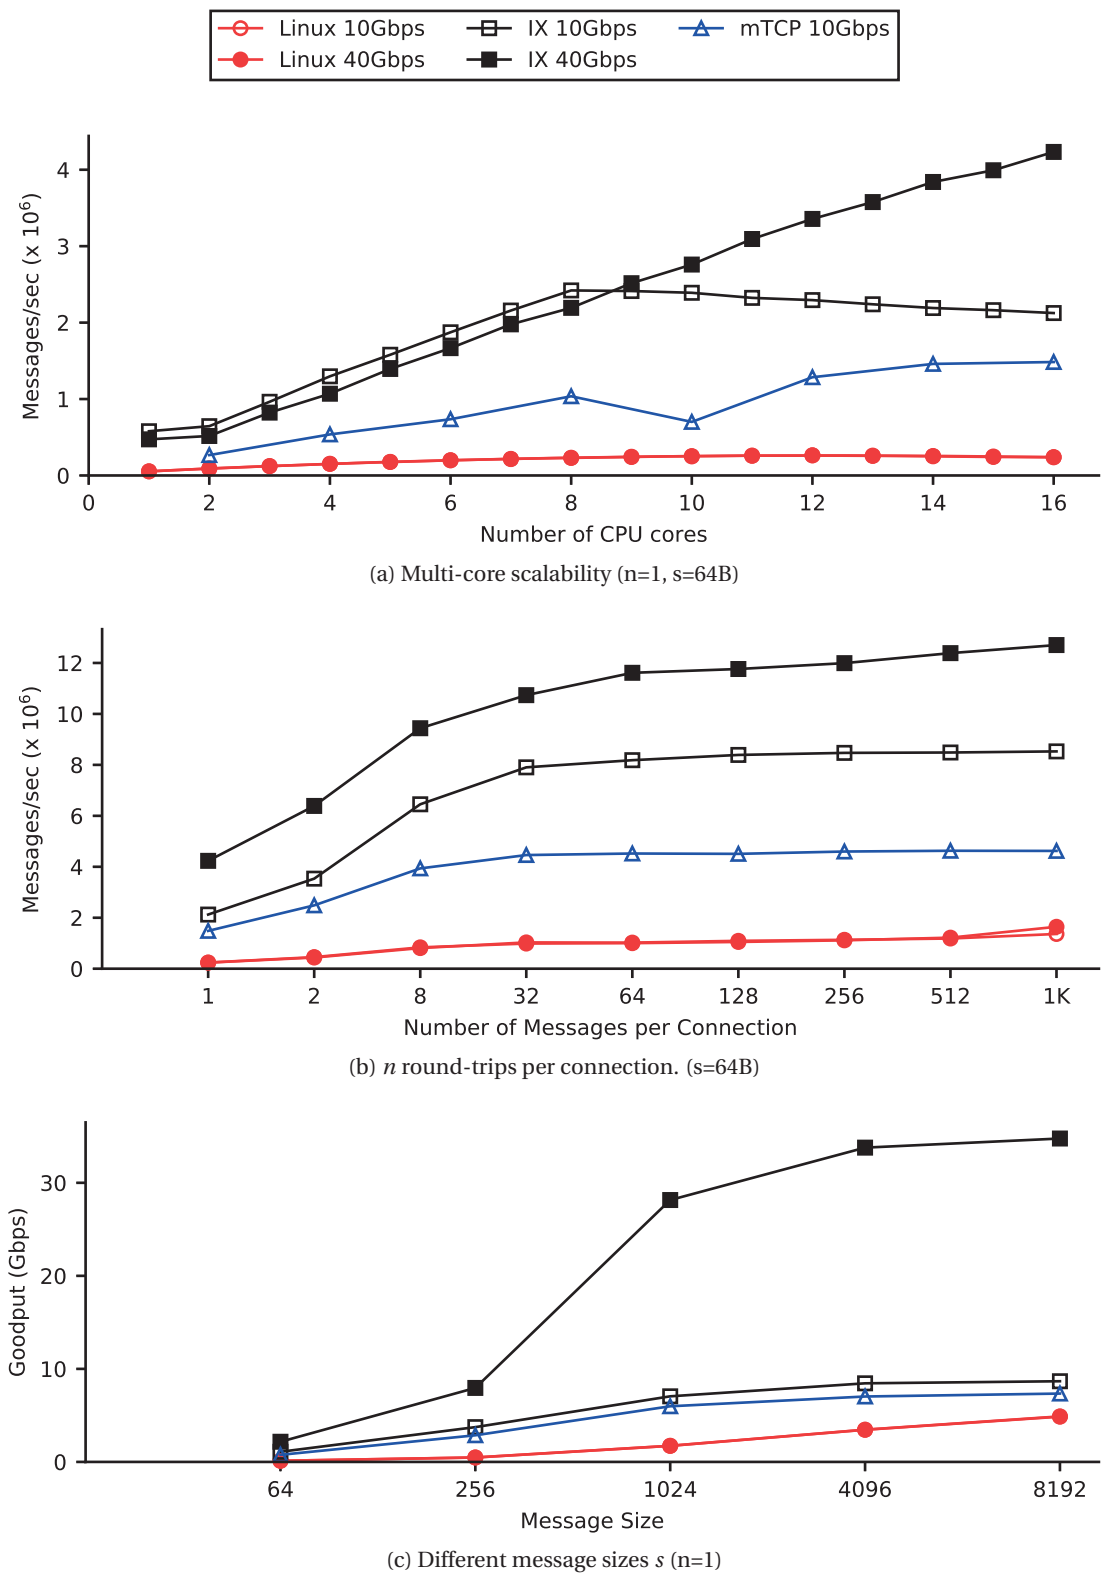 Linux 10Gbps IX 10Gbps mTCP 10Gbps
Linux 40Gbps IX 40Gbps
Messages/sec (x 10⁶)
4
3
2
1
0
0 2 4 6 8 10 12 14 16
Number of CPU cores
(a) Multi-core scalability (n=1, s=64B)
Messages/sec (x 10⁶)
12
10
8
6
4
2
0
1 2 8 32 64 128 256 512 1K
Number of Messages per Connection
(b) n round-trips per connection. (s=64B)
Goodput (Gbps)
30
20
10
0
64 256 1024 4096 8192
Message Size
(c) Different message sizes s (n=1)